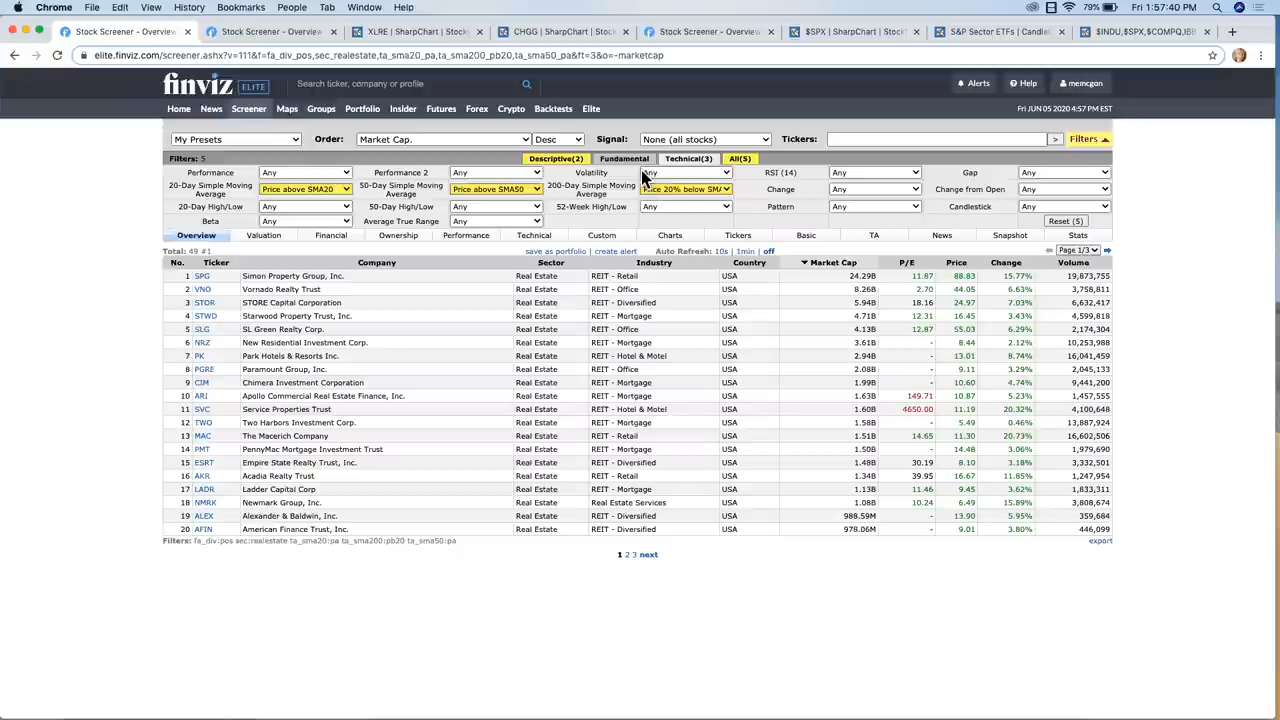 Chrome File Edit View History Bookmarks People Tab Window Help 79% Fri 1:57:40 PM
Stock Screener - Overview Stock Screener - Overview XLE | SharpChart | Stock CHGG | SharpChart | Stock Stock Screener - Overview $SPX | SharpChart | Stock S&P Sector ETFs | Candle $INDU,$SPX,$COMPQ,IBB
elite.finviz.com/screener.ashx?v=111&f=fa_div_pos,sec_realestate,ta_sma20_pa,ta_sma200_pb20,ta_sma50_pa&ft=3&o=-marketcap
finviz ELITE Search ticker, company or profile Alerts Help memcgon
Home News Screener Maps Groups Portfolio Insider Futures Forex Crypto Backtests Elite Fri JUN 05 2020 4:57 PM EST
My Presets Order: Market Cap. Desc Signal: None (all stocks) Tickers: > Filters
Filters: 5 Descriptive(2) Fundamental Technical(3) All(5)
Performance Any Performance 2 Any Volatility Any RSI (14) Any Gap Any
20-Day Simple Moving Average Price above SMA20 50-Day Simple Moving Average Price above SMA50 200-Day Simple Moving Average Price 20% below SMA Change Any Change from Open Any
20-Day High/Low Any 50-Day High/Low Any 52-Week High/Low Any Pattern Any Candlestick Any
Beta Any Average True Range Any Reset (5)
Overview Valuation Financial Ownership Performance Technical Custom Charts Tickers Basic TA News Snapshot Stats
Total: 49 #1 save as portfolio | create alert Auto Refresh: 10s | 1min | off Page 1/3
No. Ticker Company Sector Industry Country Market Cap P/E Price Change Volume
1 SPG Simon Property Group, Inc. Real Estate REIT - Retail USA 24.29B 11.87 88.83 15.77% 19,873,755
2 VNO Vornado Realty Trust Real Estate REIT - Office USA 8.26B 2.70 44.05 6.63% 3,758,811
3 STOR STORE Capital Corporation Real Estate REIT - Diversified USA 5.94B 18.16 24.97 7.03% 6,632,417
4 STWD Starwood Property Trust, Inc. Real Estate REIT - Mortgage USA 4.71B 12.31 16.45 3.43% 4,599,818
5 SLG SL Green Realty Corp. Real Estate REIT - Office USA 4.13B 12.87 55.03 6.29% 2,174,304
6 NRZ New Residential Investment Corp. Real Estate REIT - Mortgage USA 3.61B - 8.44 2.12% 10,253,988
7 PK Park Hotels & Resorts Inc. Real Estate REIT - Hotel & Motel USA 2.94B - 13.01 8.74% 16,041,459
8 PGRE Paramount Group, Inc. Real Estate REIT - Office USA 2.08B - 9.11 3.29% 2,045,133
9 CIM Chimera Investment Corporation Real Estate REIT - Mortgage USA 1.99B - 10.60 4.74% 9,441,200
10 ARI Apollo Commercial Real Estate Finance, Inc. Real Estate REIT - Mortgage USA 1.63B 149.71 10.87 5.23% 1,457,555
11 SVC Service Properties Trust Real Estate REIT - Hotel & Motel USA 1.60B 4650.00 11.19 20.32% 4,100,648
12 TWO Two Harbors Investment Corp. Real Estate REIT - Mortgage USA 1.58B - 5.49 0.46% 13,887,924
13 MAC The Macerich Company Real Estate REIT - Retail USA 1.51B 14.65 11.30 20.73% 16,602,506
14 PMT PennyMac Mortgage Investment Trust Real Estate REIT - Mortgage USA 1.50B - 14.48 3.06% 1,979,690
15 ESRT Empire State Realty Trust, Inc. Real Estate REIT - Diversified USA 1.48B 30.19 8.10 3.18% 3,332,501
16 AKR Acadia Realty Trust Real Estate REIT - Retail USA 1.34B 39.95 16.67 11.85% 1,247,954
17 LADR Ladder Capital Corp Real Estate REIT - Mortgage USA 1.13B 11.46 9.45 3.62% 1,833,311
18 NMRK Newmark Group, Inc. Real Estate Real Estate Services USA 1.08B 10.24 6.49 15.89% 3,808,674
19 ALEX Alexander & Baldwin, Inc. Real Estate REIT - Diversified USA 988.59M - 13.90 5.95% 359,664
20 AFIN American Finance Trust, Inc. Real Estate REIT - Diversified USA 978.06M - 9.01 3.80% 446,099
Filters: fa_div:pos sec:realestate ta_sma20:pa ta_sma200:pb20 ta_sma50:pa export
1 2 3 next